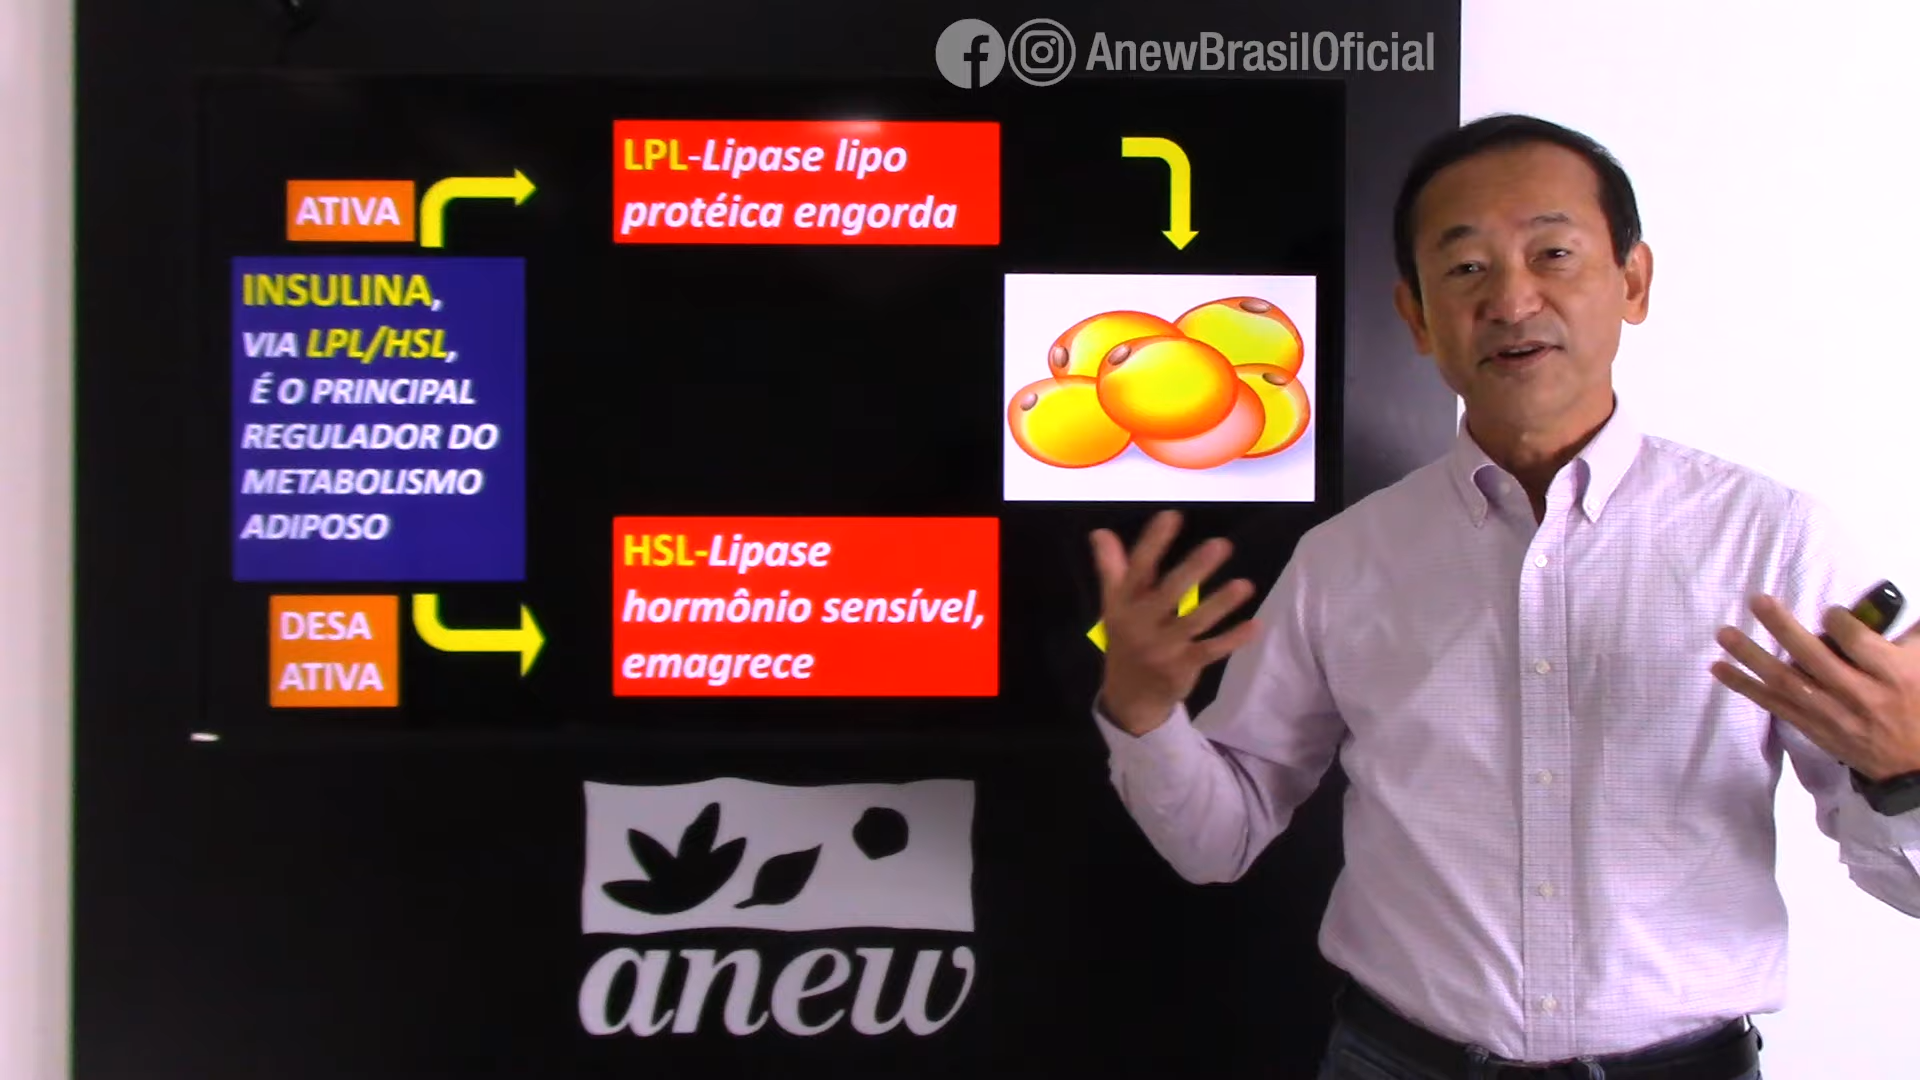 AnewBrasilOficial
ATIVA
LPL-Lipase lipo
protéica engorda
INSULINA,
VIA LPL/HSL,
É O PRINCIPAL
REGULADOR DO
METABOLISMO
ADIPOSO
DESA
ATIVA
HSL-Lipase
hormônio sensível,
emagrece
anew